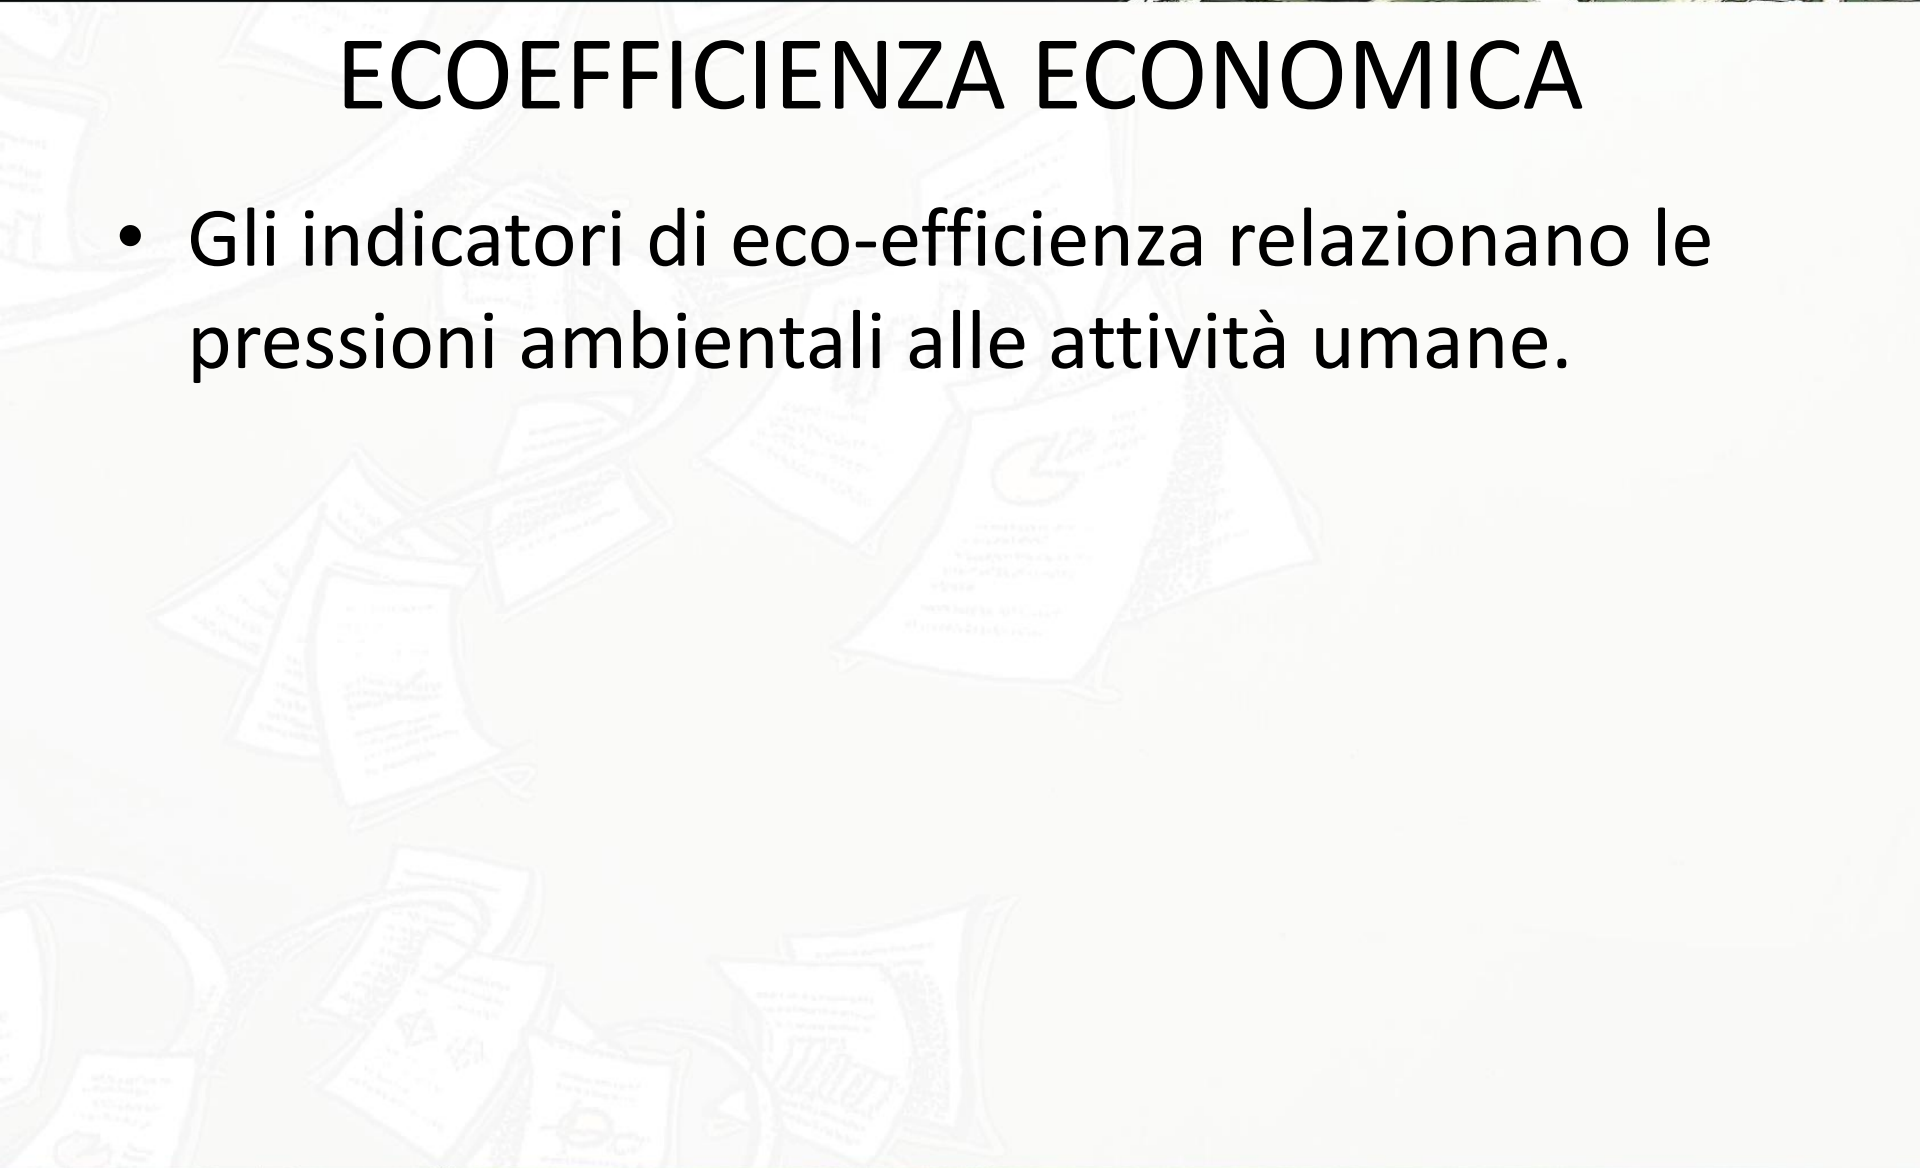 ECOEFFICIENZA ECONOMICA
• Gli indicatori di eco-efficienza relazionano le
pressioni ambientali alle attività umane.